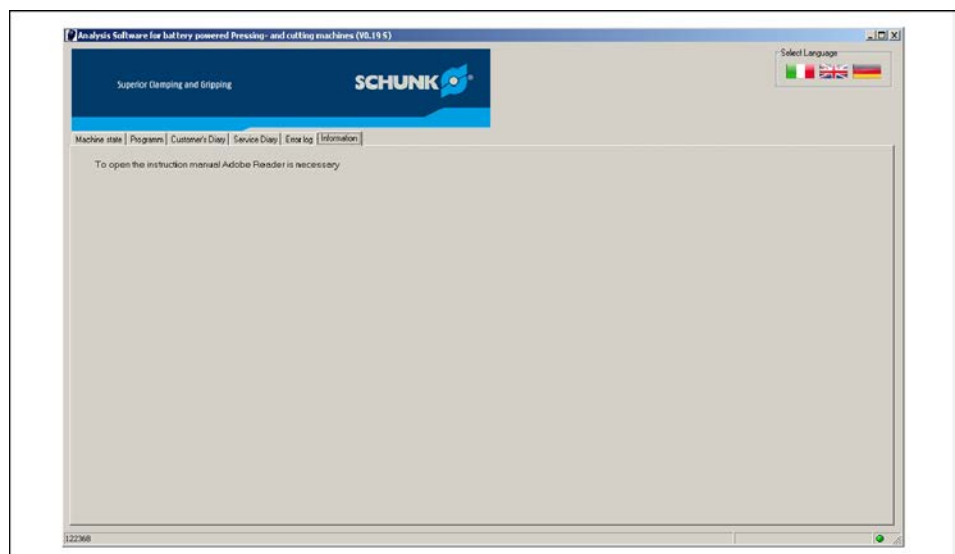 Analysis Software for battery powered Pressing- and cutting machines (V0.19 S)
Select Language
Superior Clamping and Gripping
SCHUNK
Machine state Programm Customer's Diary Service Diary Error log Information
To open the instruction manual Adobe Reader is necessary
122368